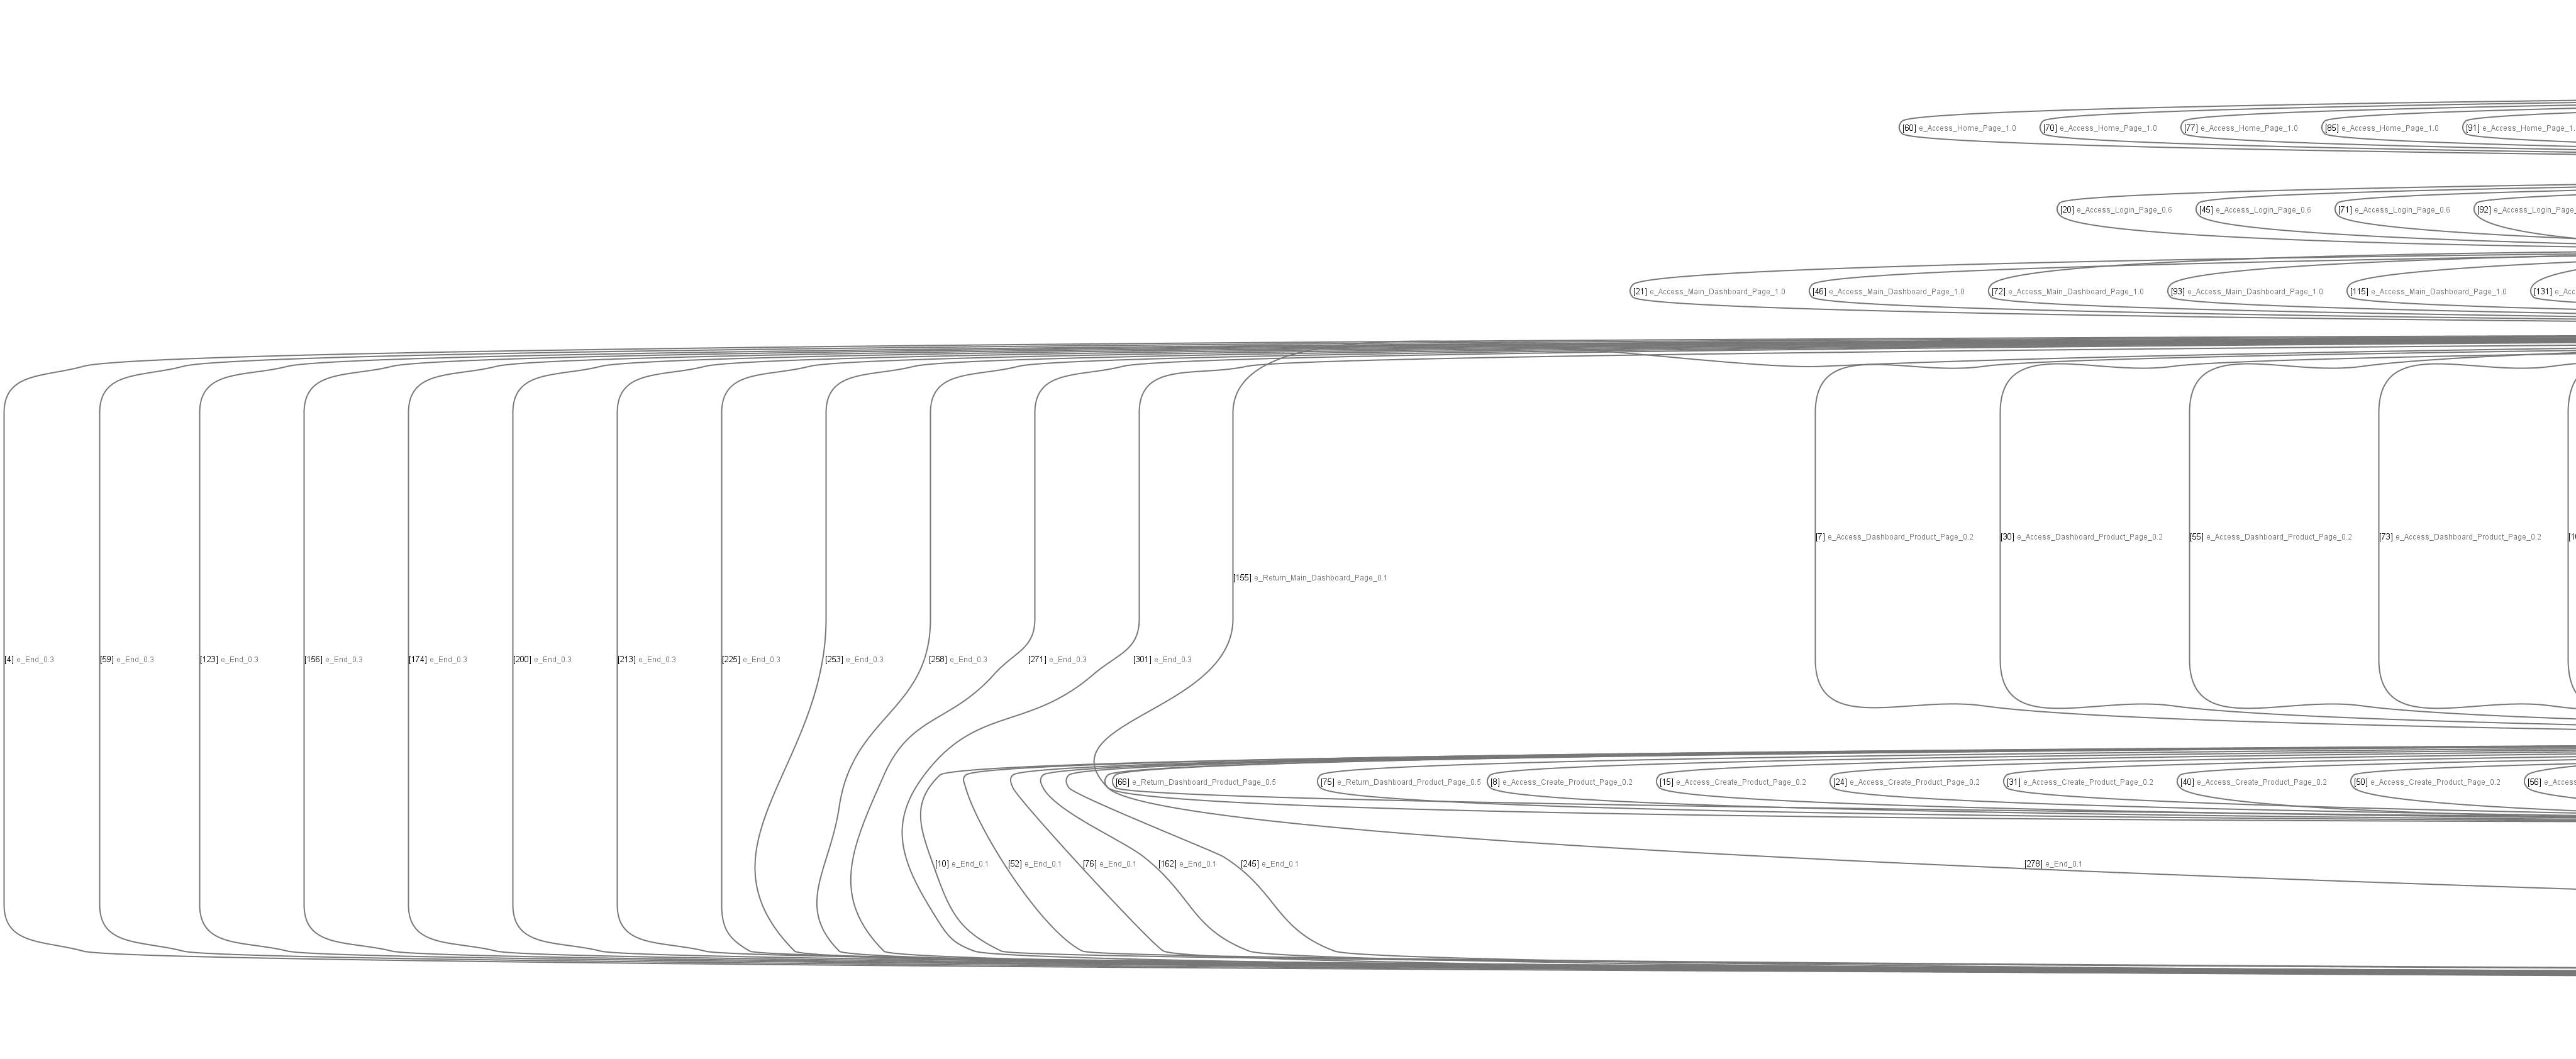 [60] e_Access_Home_Page_1.0 [70] e_Access_Home_Page_1.0 [77] e_Access_Home_Page_1.0 [85] e_Access_Home_Page_1.0 [91] e_Access_Home_Page_1.
[20] e_Access_Login_Page_0.6 [45] e_Access_Login_Page_0.6 [71] e_Access_Login_Page_0.6 [92] e_Access_Login_Page_
[21] e_Access_Main_Dashboard_Page_1.0 [46] e_Access_Main_Dashboard_Page_1.0 [72] e_Access_Main_Dashboard_Page_1.0 [93] e_Access_Main_Dashboard_Page_1.0 [115] e_Access_Main_Dashboard_Page_1.0 [131] e_Acc
[7] e_Access_Dashboard_Product_Page_0.2 [30] e_Access_Dashboard_Product_Page_0.2 [55] e_Access_Dashboard_Product_Page_0.2 [73] e_Access_Dashboard_Product_Page_0.2
[155] e_Return_Main_Dashboard_Page_0.1
[4] e_End_0.3 [59] e_End_0.3 [123] e_End_0.3 [156] e_End_0.3 [174] e_End_0.3 [200] e_End_0.3 [213] e_End_0.3 [225] e_End_0.3 [253] e_End_0.3 [258] e_End_0.3 [271] e_End_0.3 [301] e_End_0.3
[66] e_Return_Dashboard_Product_Page_0.5 [75] e_Return_Dashboard_Product_Page_0.5 [8] e_Access_Create_Product_Page_0.2 [15] e_Access_Create_Product_Page_0.2 [24] e_Access_Create_Product_Page_0.2 [31] e_Access_Create_Product_Page_0.2 [40] e_Access_Create_Product_Page_0.2 [50] e_Access_Create_Product_Page_0.2 [56] e_Access
[10] e_End_0.1 [52] e_End_0.1 [76] e_End_0.1 [162] e_End_0.1 [245] e_End_0.1 [278] e_End_0.1